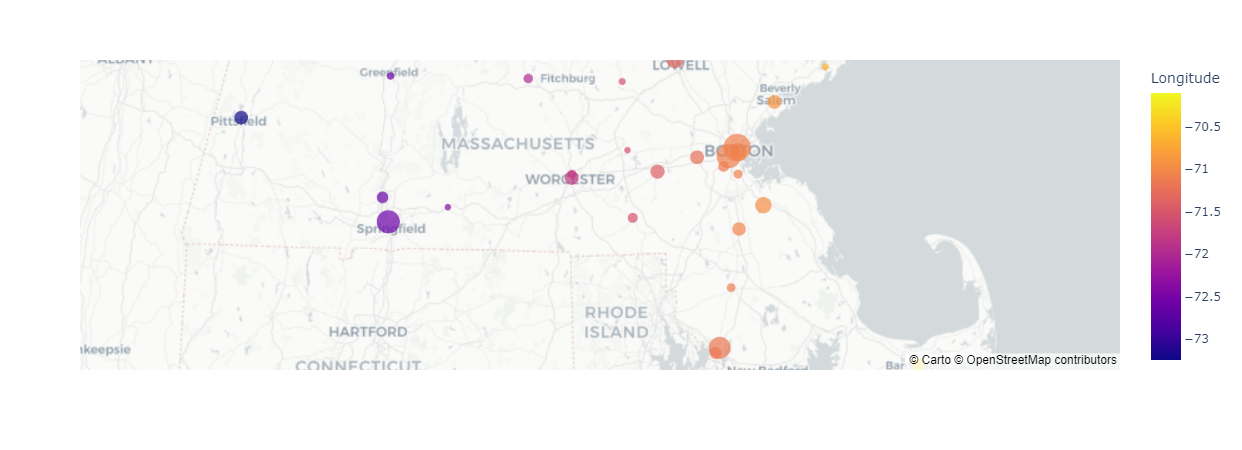 ALBANY
Greenfield
Fitchburg
LOWELL
Beverly
Salem
Pittsfield
MASSACHUSETTS
BOSTON
WORCESTER
Springfield
RHODE
ISLAND
HARTFORD
hkeepsie
CONNECTICUT
New Bedford
Bar
© Carto © OpenStreetMap contributors
Longitude
−70.5
−71
−71.5
−72
−72.5
−73